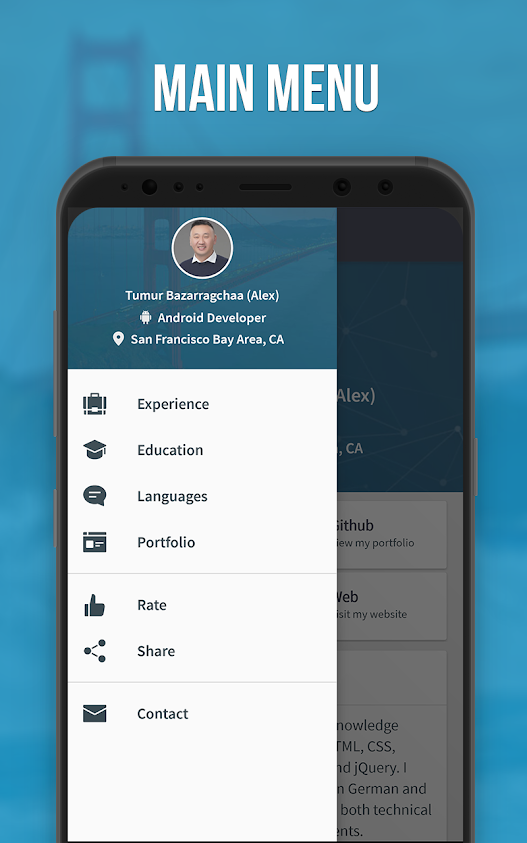 MAIN MENU
Tumur Bazarragchaa (Alex)
Android Developer
San Francisco Bay Area, CA
Experience
Education
Languages
Portfolio
Rate
Share
Contact
Alex)
, CA
Github
iew my portfolio
Web
isit my website
nowledge
TML, CSS,
nd jQuery. I
n German and
both technical
ents.